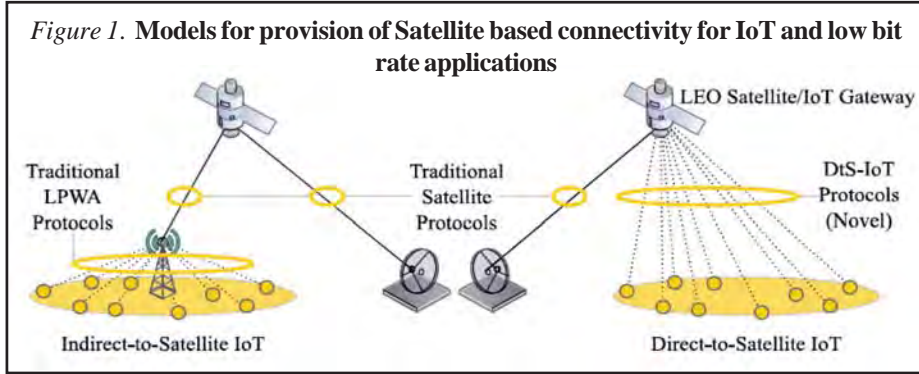 Figure 1. Models for provision of Satellite based connectivity for IoT and low bit
rate applications
LEO Satellite/IoT Gateway
Traditional
LPWA
Protocols
Traditional
Satellite
Protocols
DtS-IoT
Protocols
(Novel)
Indirect-to-Satellite IoT
Direct-to-Satellite IoT